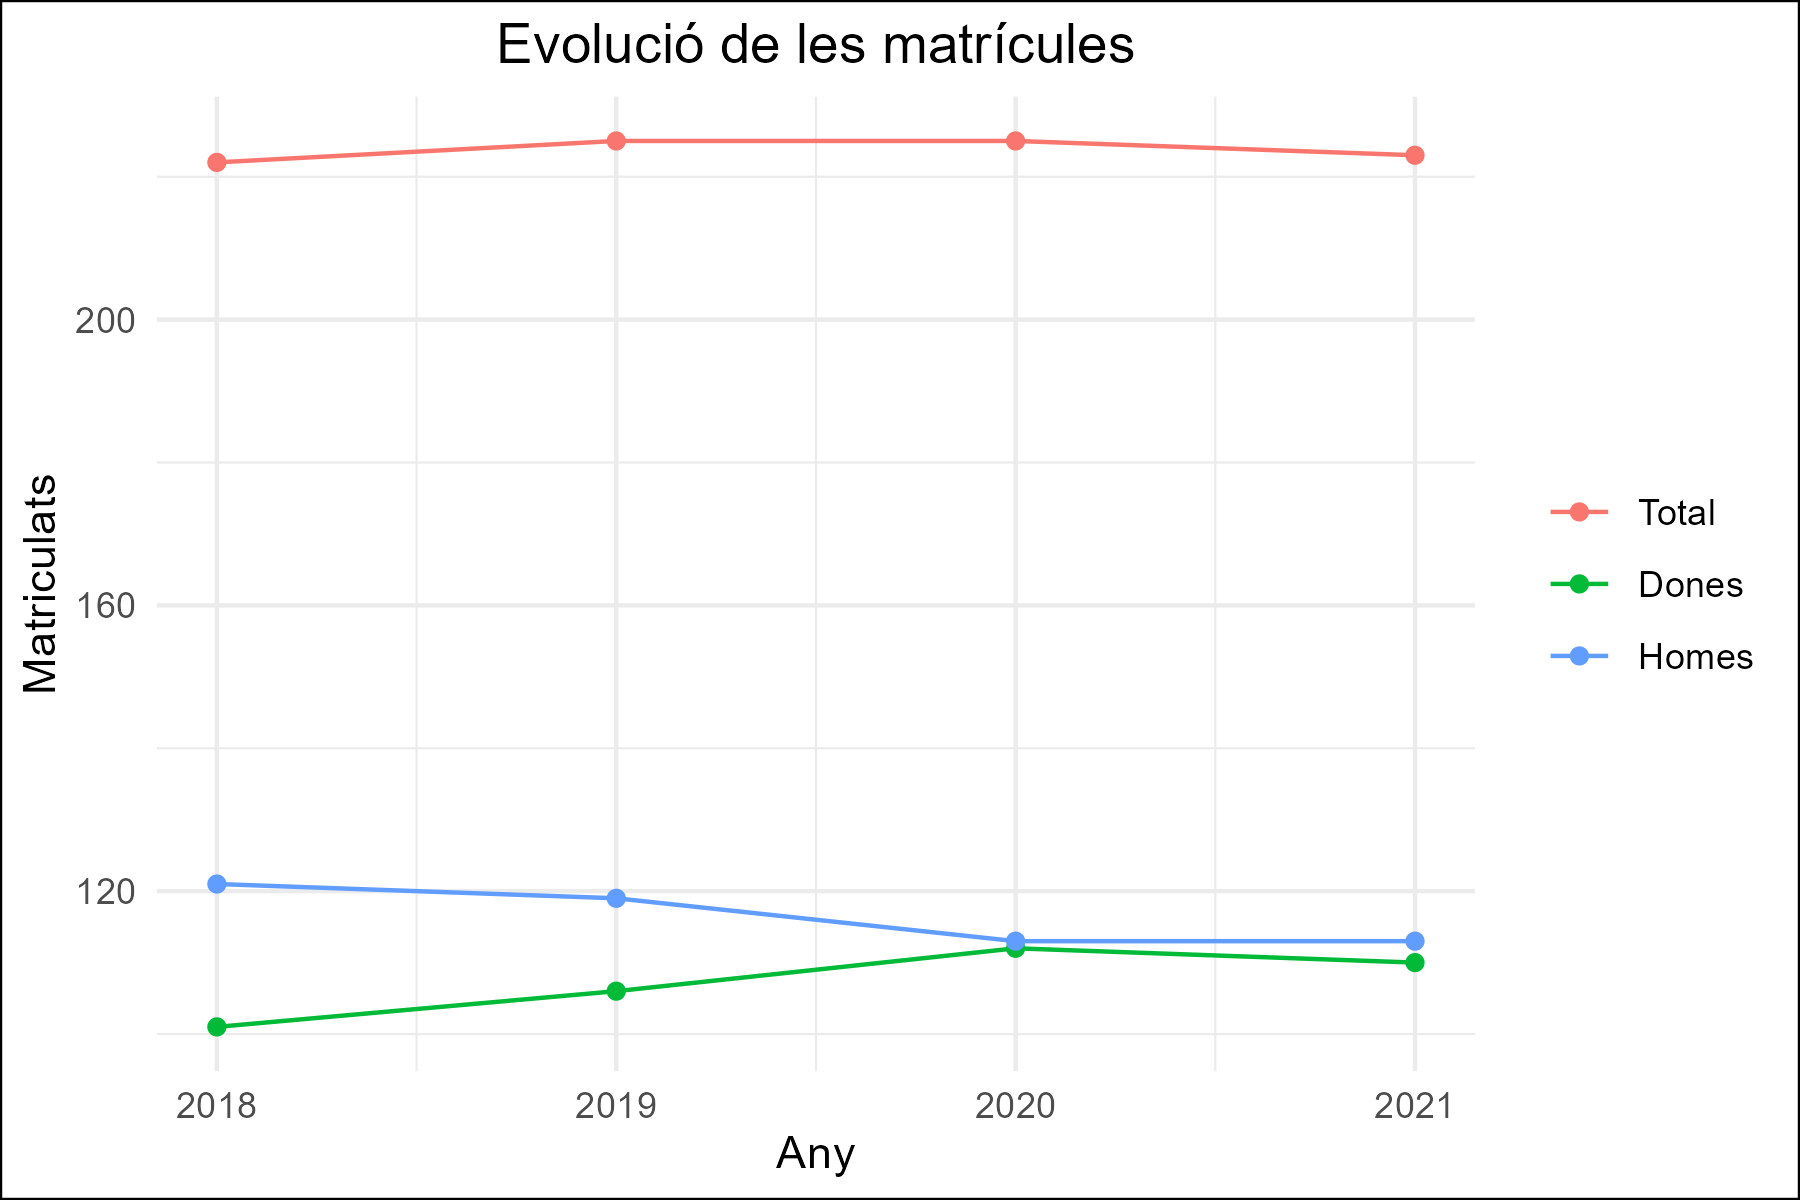 Evolució de les matrícules
200
160
120
Matriculats
2018
2019
2020
2021
Any
Total
Dones
Homes